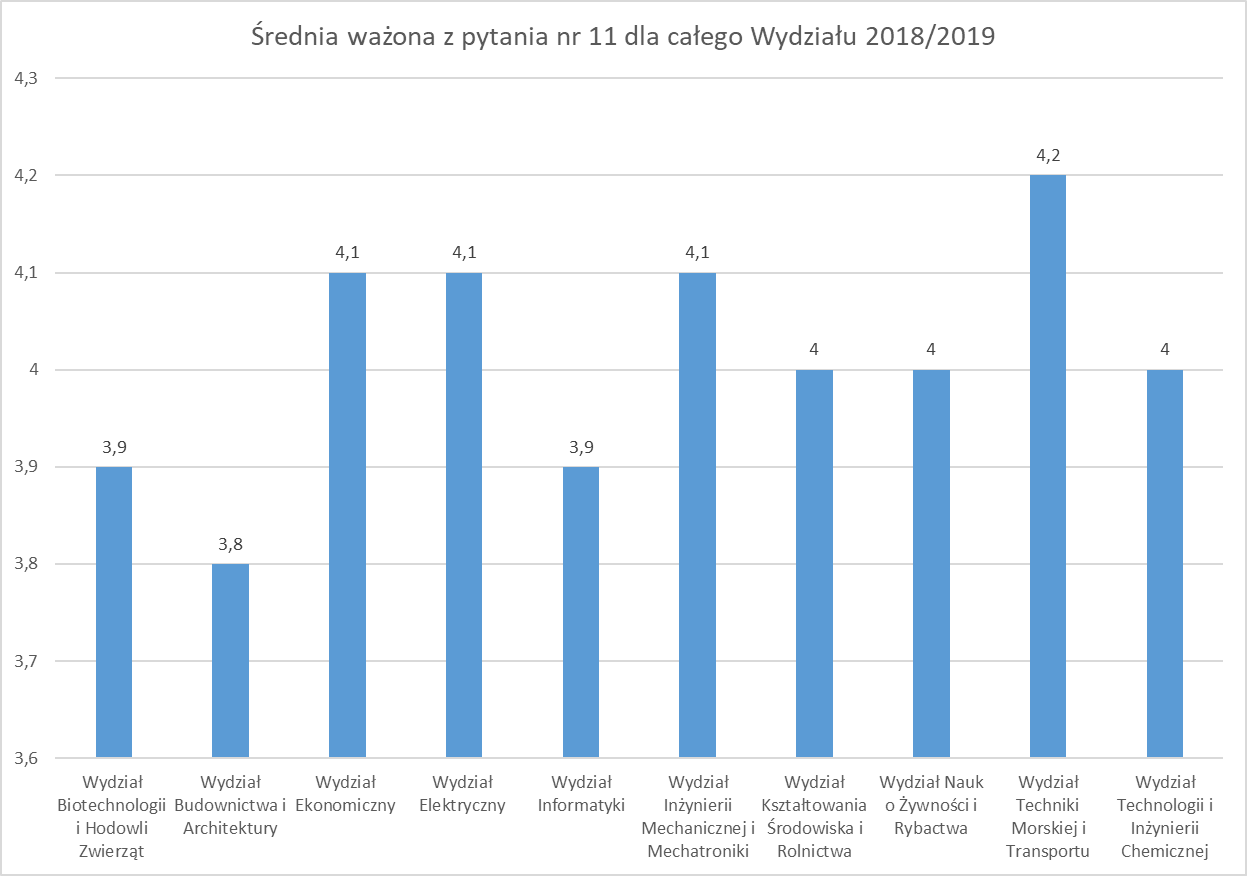 Średnia ważona z pytania nr 11 dla całego Wydziału 2018/2019
4,3
4,2
4,1
4
3,9
3,8
3,7
3,6
3,9
3,8
4,1
4,1
3,9
4,1
4
4
4,2
4
Wydział
Biotechnologii
i Hodowli
Zwierząt
Wydział
Budownictwa i
Architektury
Wydział
Ekonomiczny
Wydział
Elektryczny
Wydział
Informatyki
Wydział
Inżynierii
Mechanicznej i
Mechatroniki
Wydział
Kształtowania
Środowiska i
Rolnictwa
Wydział Nauk
o Żywności i
Rybactwa
Wydział
Techniki
Morskiej i
Transportu
Wydział
Technologii i
Inżynierii
Chemicznej